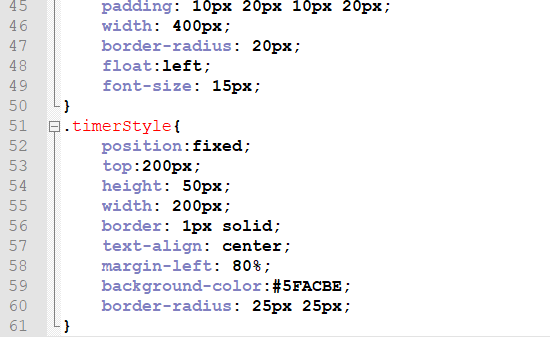 45 padding: 10px 20px 10px 20px;
46 width: 400px;
47 border-radius: 20px;
48 float:left;
49 font-size: 15px;
50 }
51 .timerStyle{
52 position:fixed;
53 top:200px;
54 height: 50px;
55 width: 200px;
56 border: 1px solid;
57 text-align: center;
58 margin-left: 80%;
59 background-color:#5FACBE;
60 border-radius: 25px 25px;
61 }